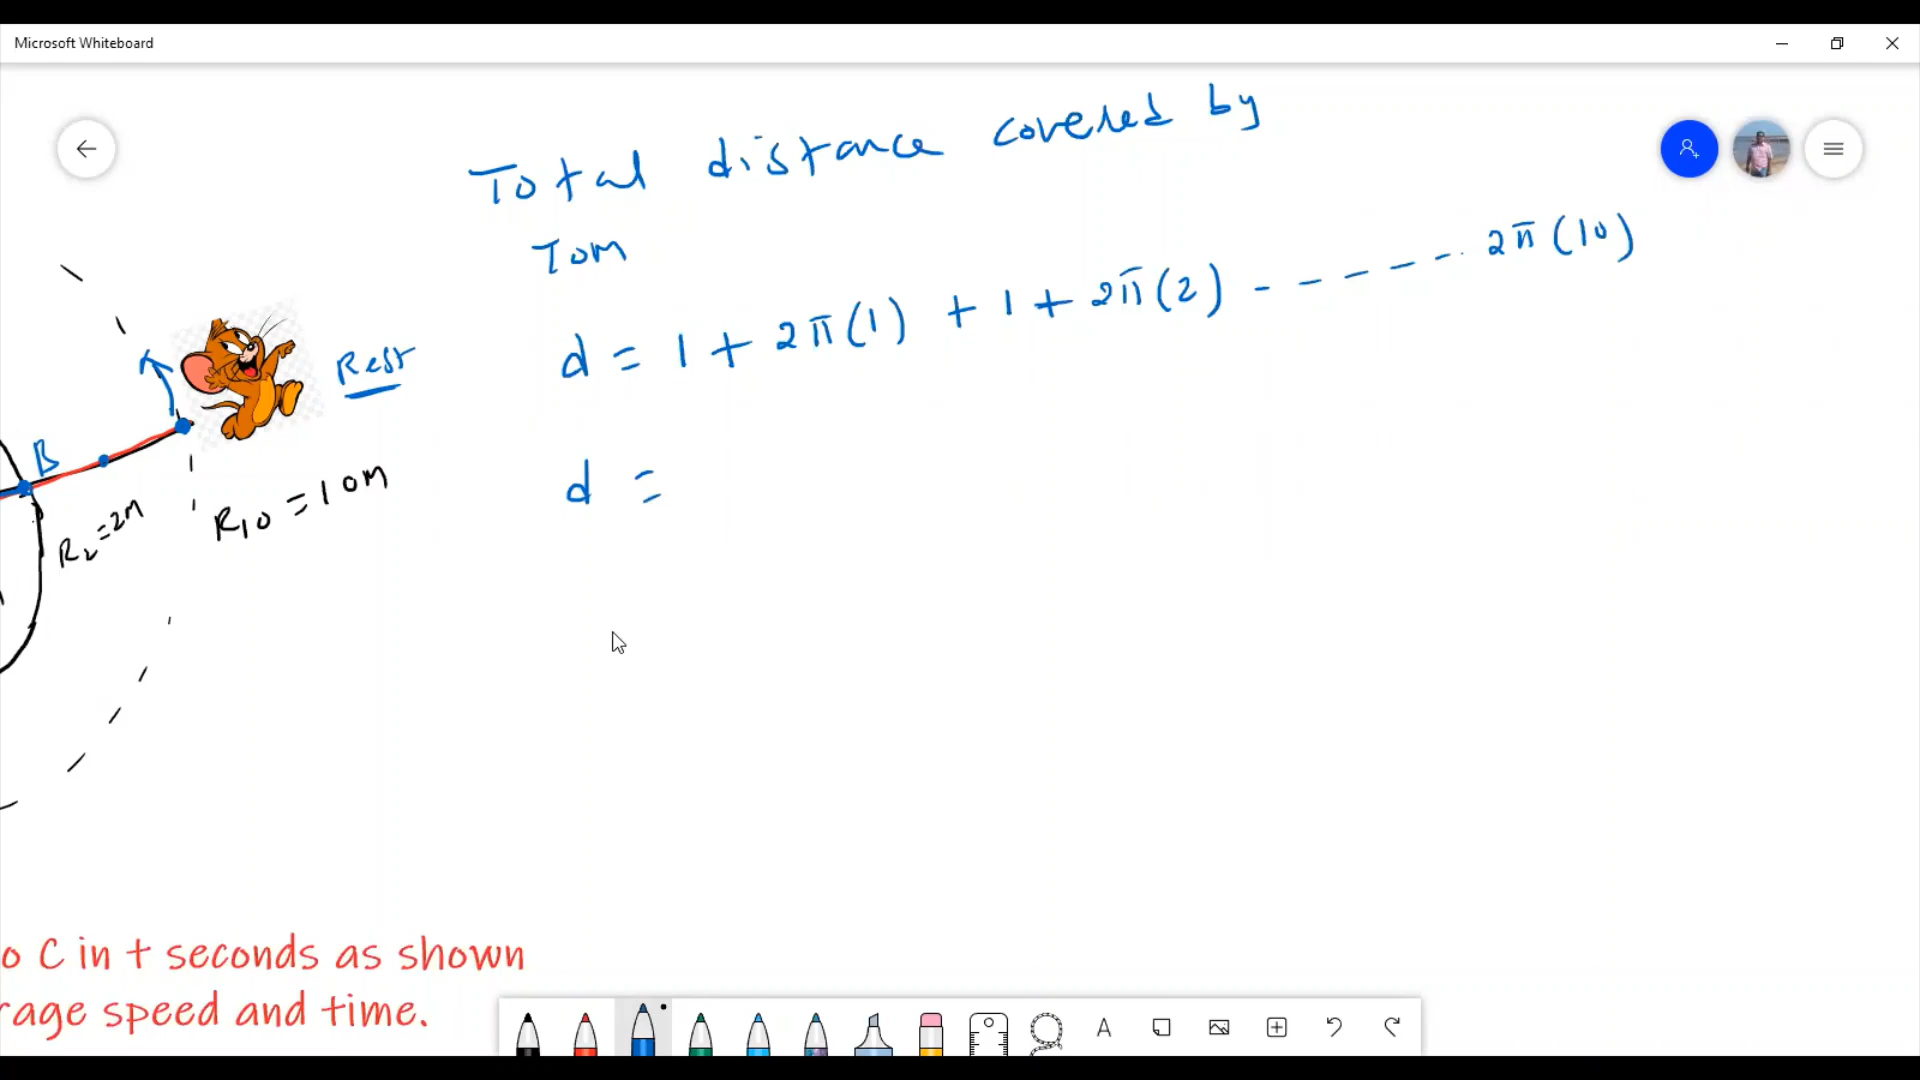 Microsoft Whiteboard
Total distance covered by
Tom
d = 1 + 2π(1) + 1 + 2π(2) - - - - - - . 2π(10)
Rest
B
R₂ = 2M
R₁₀ = 10M
d =
o C in t seconds as shown
rage speed and time.
A